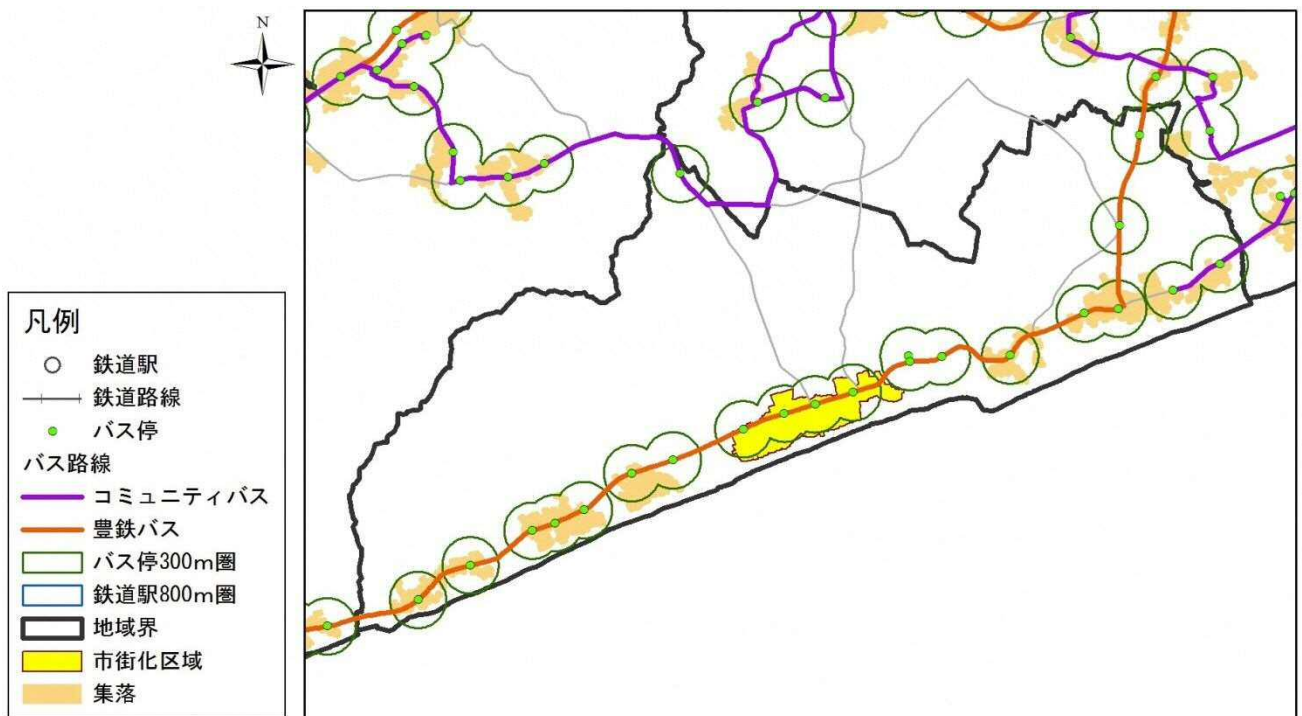 N
凡例
鉄道駅
鉄道路線
バス停
バス路線
コミュニティバス
豊鉄バス
バス停300m圏
鉄道駅800m圏
地域界
市街化区域
集落